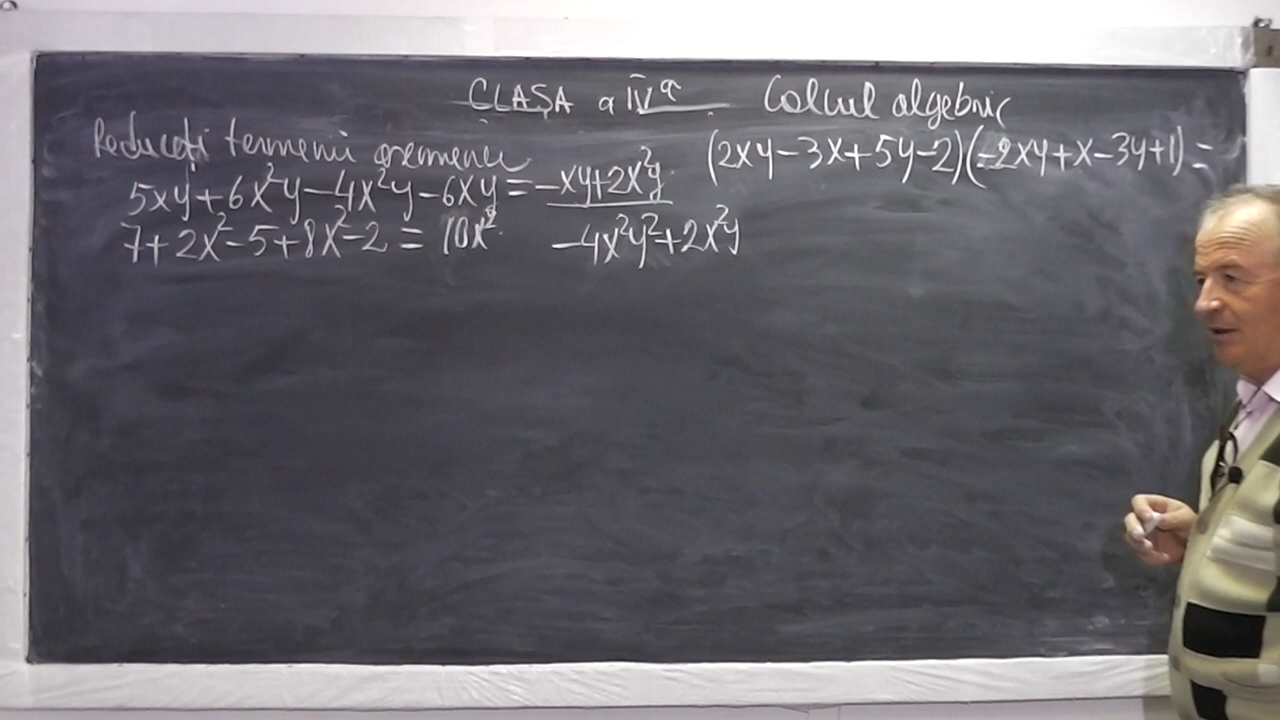 CLASA a IVª Calcul algebric
Reduceți termenii asemenea
5xy+6x²y-4x²y-6xy=-xy+2x²y.
7+2x²-5+8x²-2=10x².
(2xy-3x+5y-2)(-2xy+x-3y+1)=
-4x²y²+2x²y